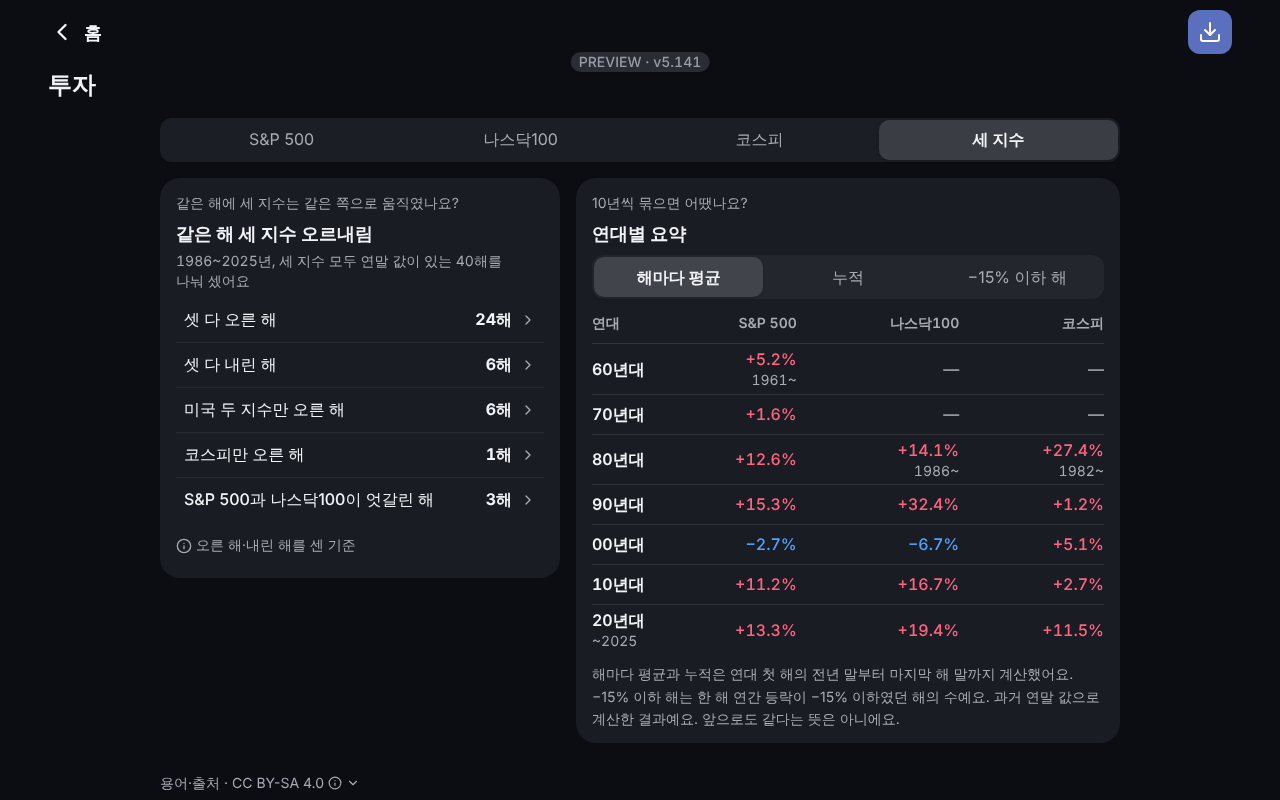 홈
PREVIEW · v5.141
투자
S&P 500
나스닥100
코스피
세 지수
같은 해에 세 지수는 같은 쪽으로 움직였나요?
같은 해 세 지수 오르내림
1986~2025년, 세 지수 모두 연말 값이 있는 40해를
나눠 셌어요
셋 다 오른 해 24해
셋 다 내린 해 6해
미국 두 지수만 오른 해 6해
코스피만 오른 해 1해
S&P 500과 나스닥100이 엇갈린 해 3해
오른 해·내린 해를 센 기준
10년씩 묶으면 어땠나요?
연대별 요약
해마다 평균 누적 −15% 이하 해
연대 S&P 500 나스닥100 코스피
60년대 +5.2% — —
1961~
70년대 +1.6% — —
80년대 +12.6% +14.1% +27.4%
1986~ 1982~
90년대 +15.3% +32.4% +1.2%
00년대 −2.7% −6.7% +5.1%
10년대 +11.2% +16.7% +2.7%
20년대 +13.3% +19.4% +11.5%
~2025
해마다 평균과 누적은 연대 첫 해의 전년 말부터 마지막 해 말까지 계산했어요.
−15% 이하 해는 한 해 연간 등락이 −15% 이하였던 해의 수예요. 과거 연말 값으로
계산한 결과예요. 앞으로도 같다는 뜻은 아니에요.
용어·출처 · CC BY-SA 4.0